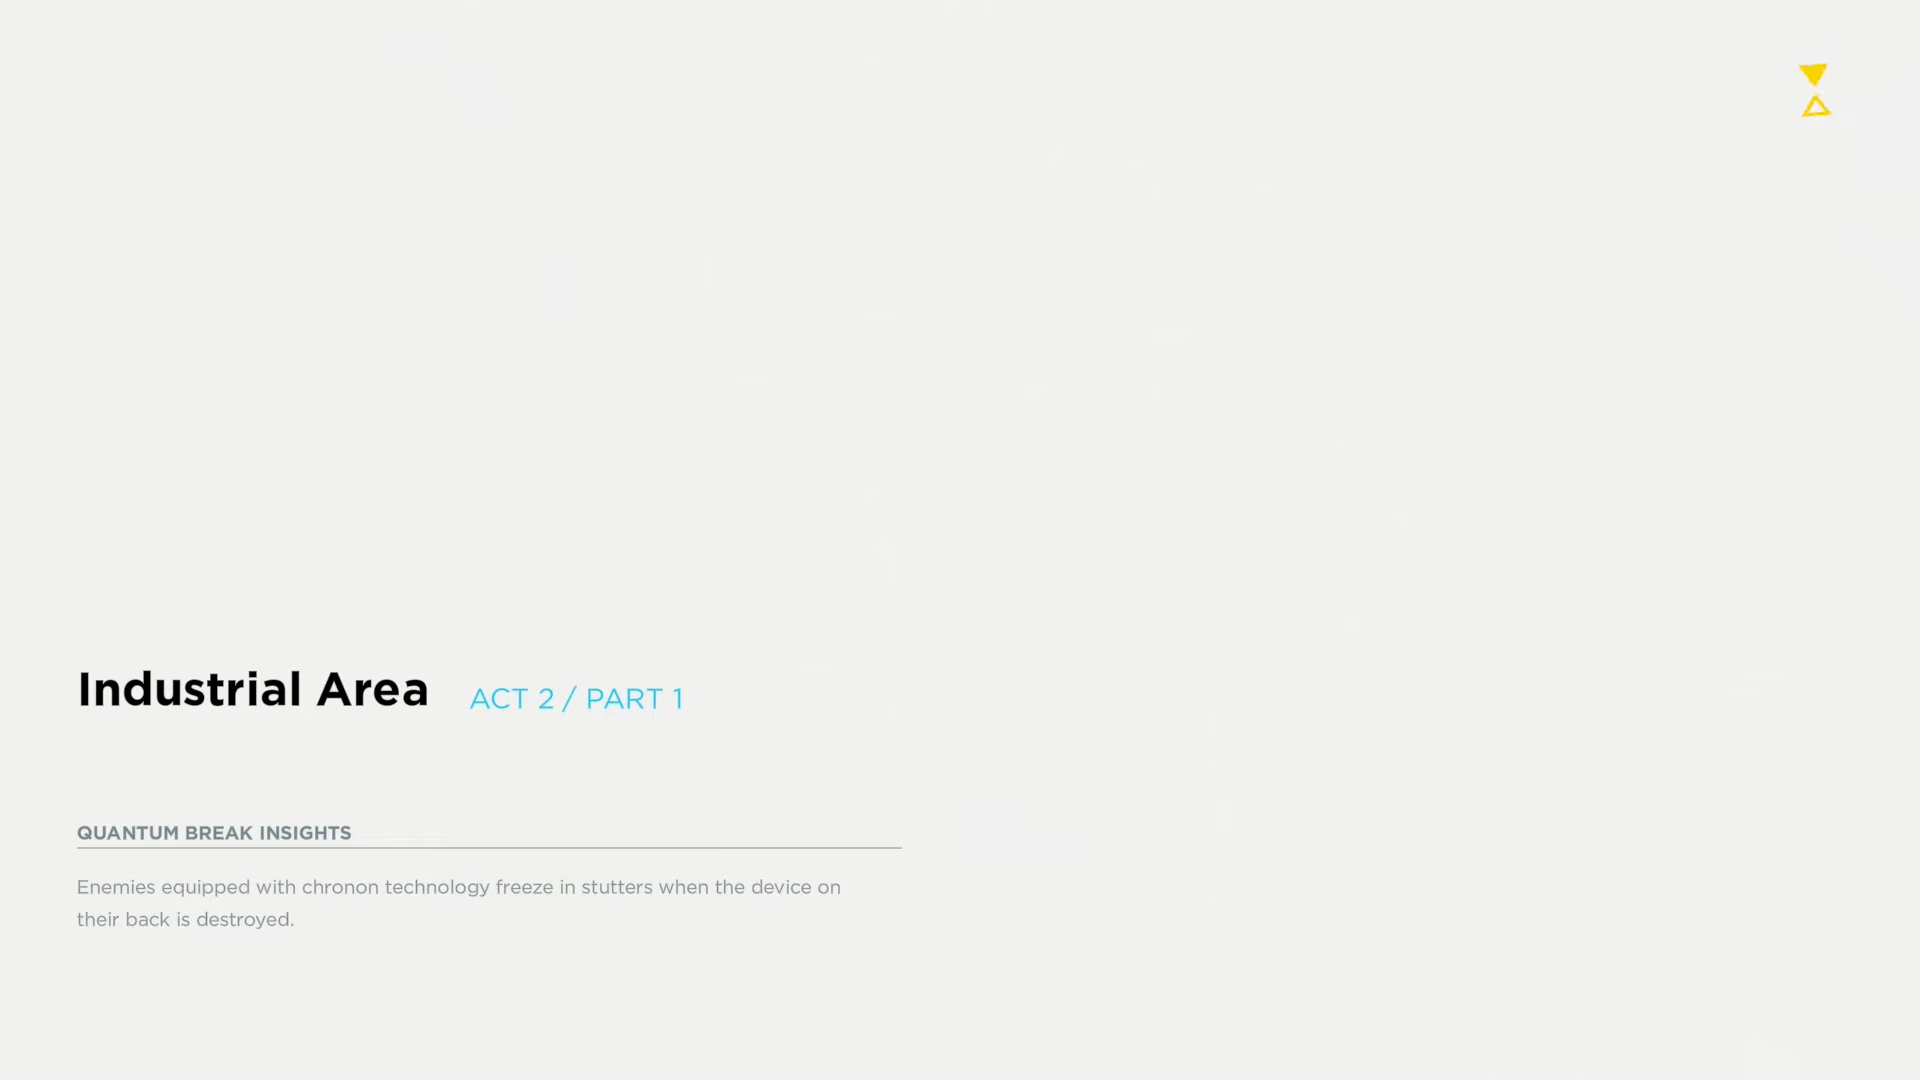 Industrial Area ACT 2 / PART 1
QUANTUM BREAK INSIGHTS
Enemies equipped with chronon technology freeze in stutters when the device on
their back is destroyed.